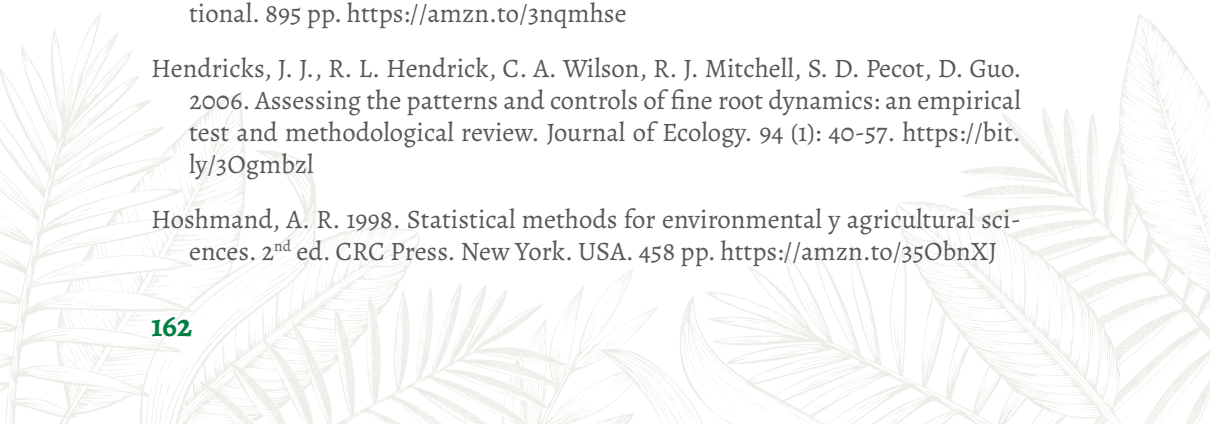 tional. 895 pp. https://amzn.to/3nqmhse
Hendricks, J. J., R. L. Hendrick, C. A. Wilson, R. J. Mitchell, S. D. Pecot, D. Guo.
2006. Assessing the patterns and controls of fine root dynamics: an empirical
test and methodological review. Journal of Ecology. 94 (1): 40-57. https://bit.
ly/3Ogmbzl
Hoshmand, A. R. 1998. Statistical methods for environmental y agricultural sci-
ences. 2nd ed. CRC Press. New York. USA. 458 pp. https://amzn.to/35ObnXJ
162